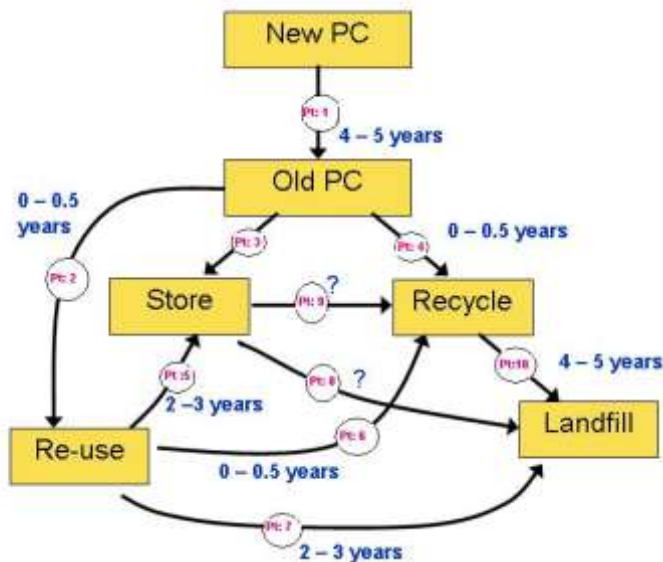 New PC
Pt: 1
4 – 5 years
Old PC
0 – 0.5
years
Pt: 2
Pt: 3
Pt: 4
0 – 0.5 years
Store
Pt: 9
?
Recycle
Pt :5
2 –3 years
Pt: 8
?
Pt:10
4 – 5 years
Re-use
Pt: 6
0 – 0.5 years
Landfill
Pt: 7
2 – 3 years